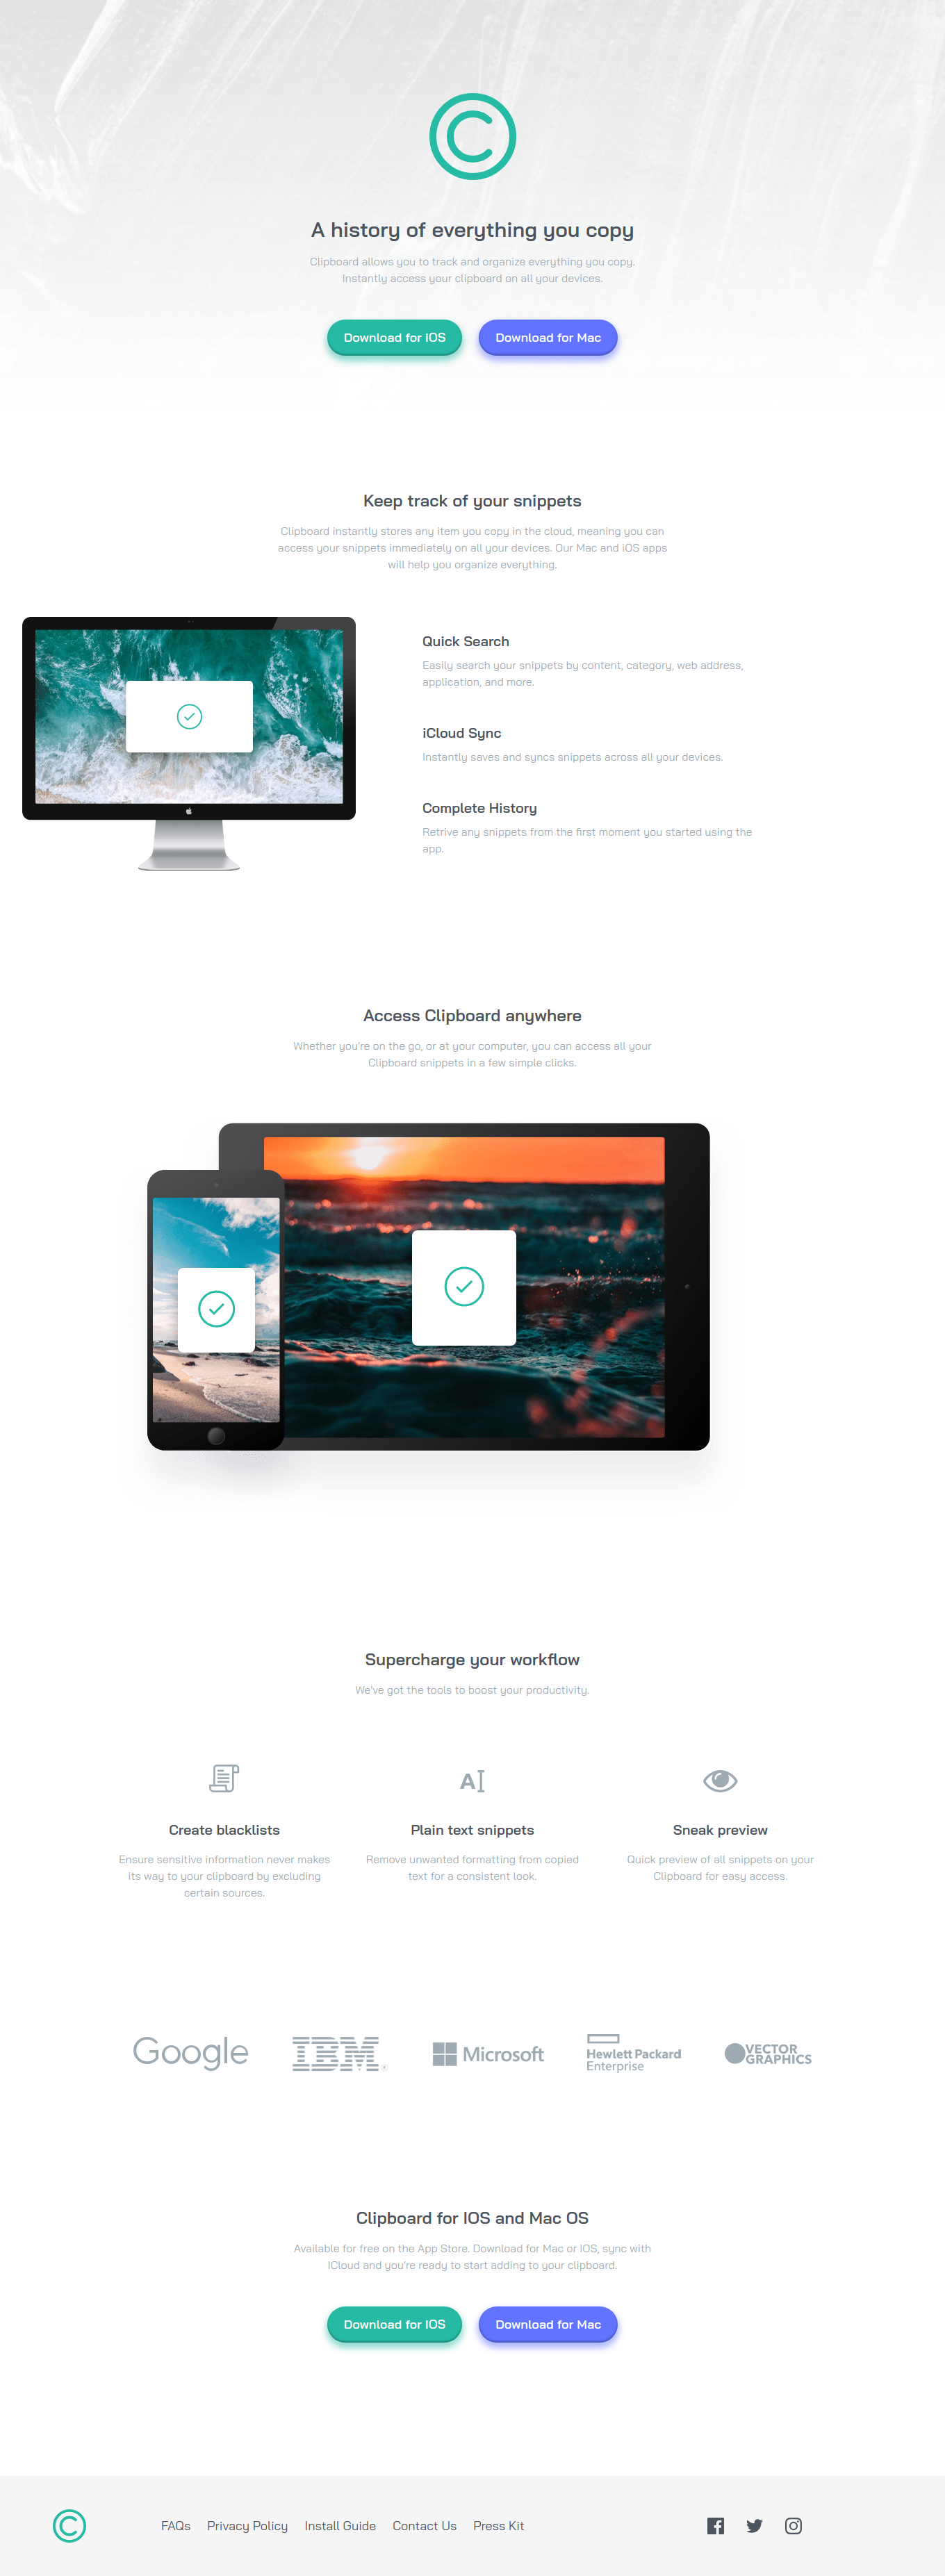 A history of everything you copy
Clipboard allows you to track and organize everything you copy.
Instantly access your clipboard on all your devices.
Download for IOS
Download for Mac
Keep track of your snippets
Clipboard instantly stores any item you copy in the cloud, meaning you can
access your snippets immediately on all your devices. Our Mac and iOS apps
will help you organize everything.
Quick Search
Easily search your snippets by content, category, web address,
application, and more.
iCloud Sync
Instantly saves and syncs snippets across all your devices.
Complete History
Retrive any snippets from the first moment you started using the
app.
Access Clipboard anywhere
Whether you're on the go, or at your computer, you can access all your
Clipboard snippets in a few simple clicks.
Supercharge your workflow
We've got the tools to boost your productivity.
A
Create blacklists
Ensure sensitive information never makes
its way to your clipboard by excluding
certain sources.
Plain text snippets
Remove unwanted formatting from copied
text for a consistent look.
Sneak preview
Quick preview of all snippets on your
Clipboard for easy access.
Google
IBM
Microsoft
Hewlett Packard
Enterprise
VECTOR
GRAPHICS
Clipboard for IOS and Mac OS
Available for free on the App Store. Download for Mac or IOS, sync with
ICloud and you're ready to start adding to your clipboard.
Download for IOS
Download for Mac
FAQs
Privacy Policy
Install Guide
Contact Us
Press Kit